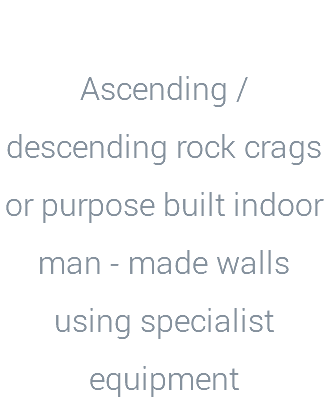 Ascending /
descending rock crags
or purpose built indoor
man - made walls
using specialist
equipment